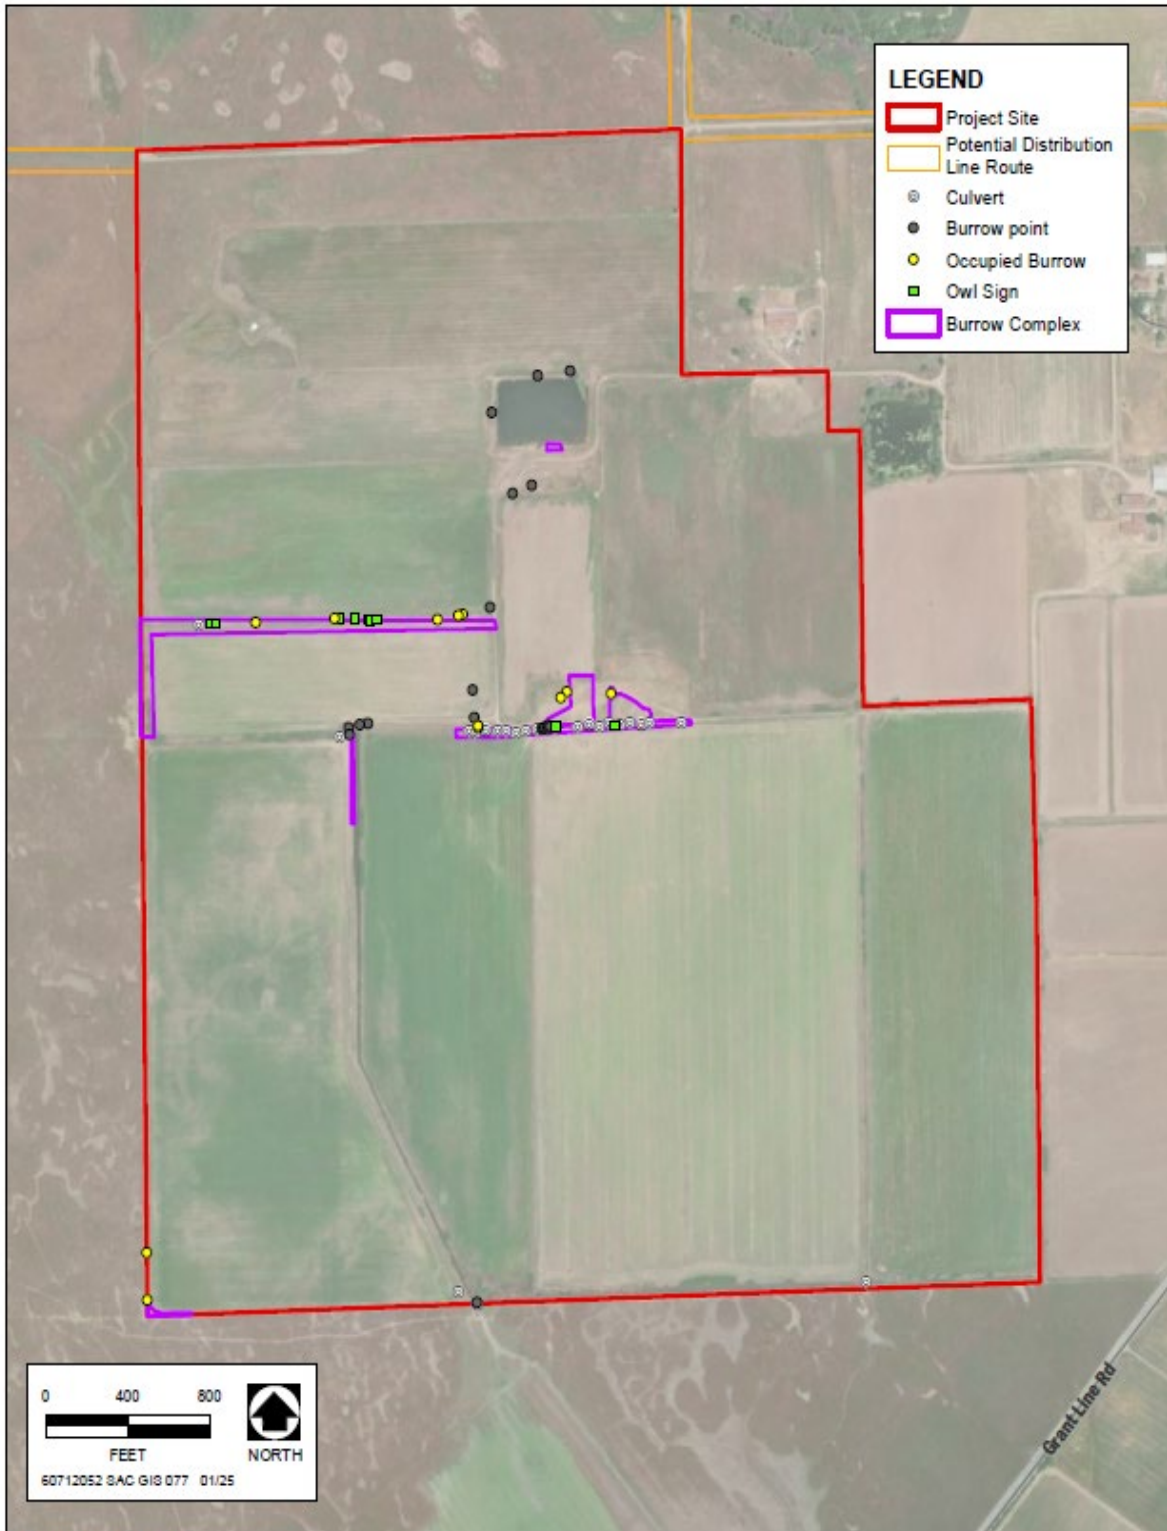 LEGEND
Project Site
Potential Distribution
Line Route
Culvert
Burrow point
Occupied Burrow
Owl Sign
Burrow Complex
Grant Line Rd
0 400 800
FEET
NORTH
60712052 SAC GIS 077 01/25